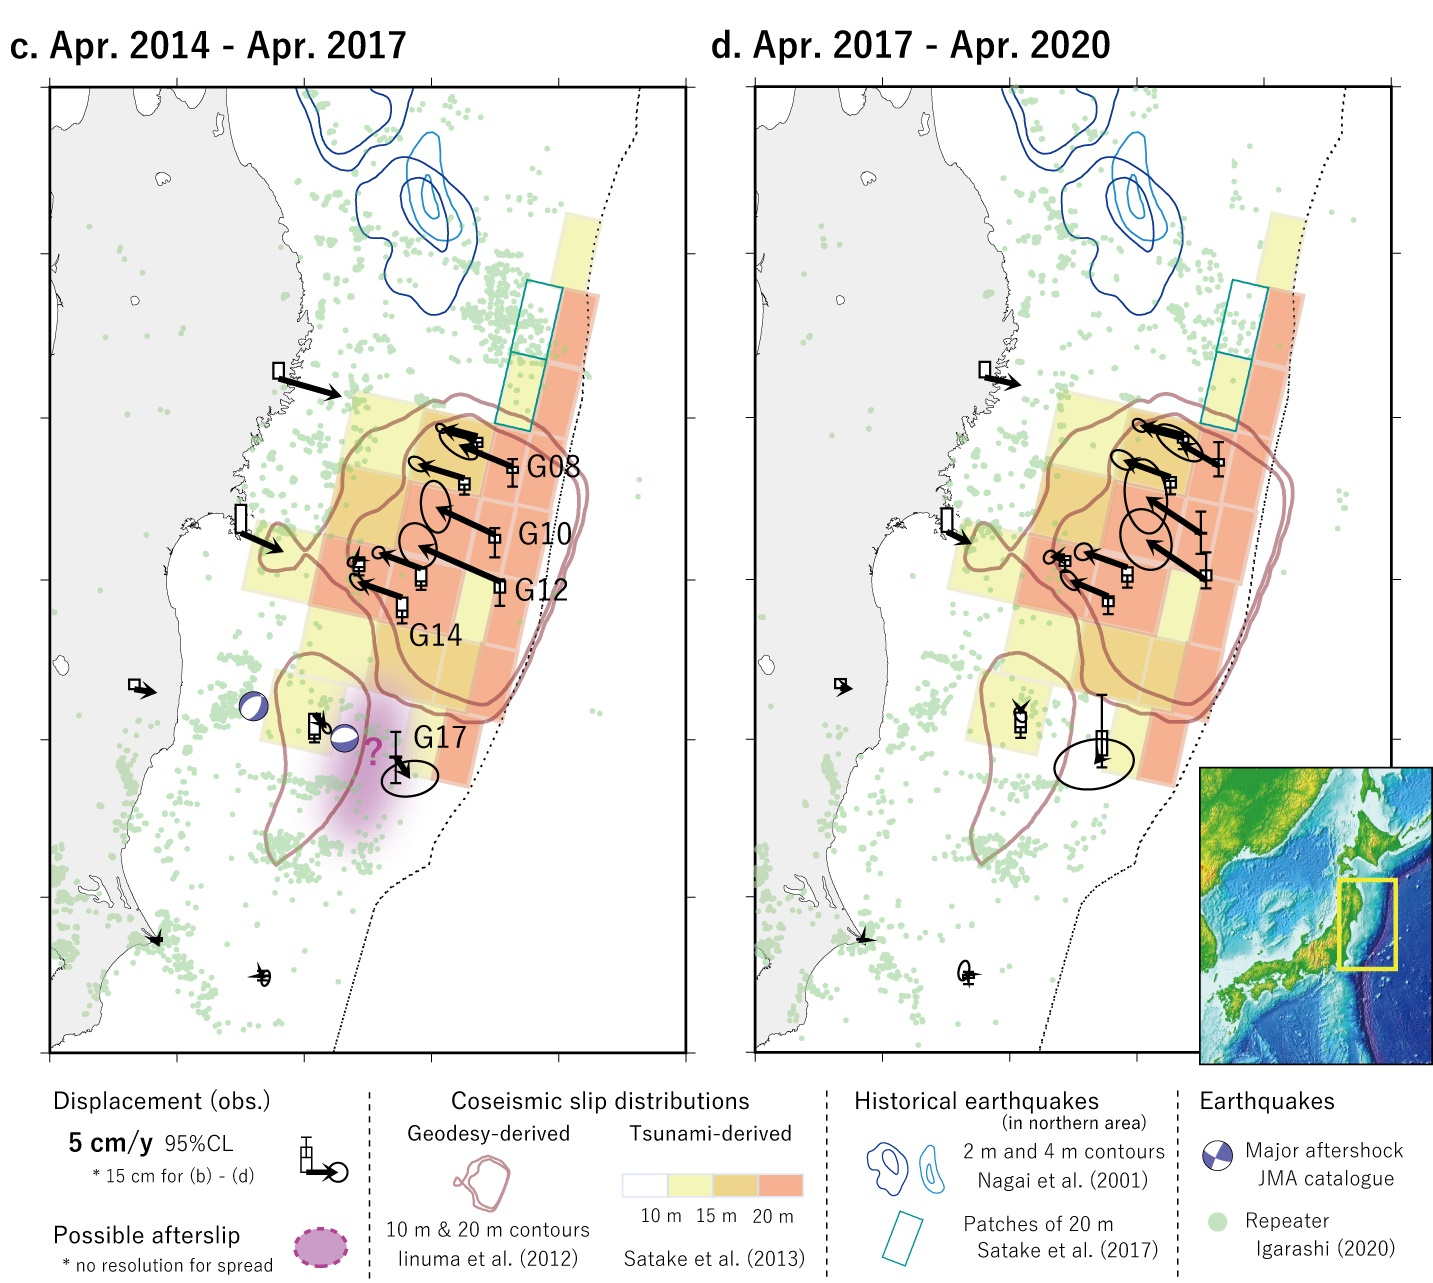 c. Apr. 2014 - Apr. 2017
d. Apr. 2017 - Apr. 2020
G08
G10
G12
G14
G17
?
Displacement (obs.)
5 cm/y 95%CL
* 15 cm for (b) - (d)
Possible afterslip
* no resolution for spread
Coseismic slip distributions
Geodesy-derived
10 m & 20 m contours
Iinuma et al. (2012)
Tsunami-derived
10 m 15 m 20 m
Satake et al. (2013)
Historical earthquakes
(in northern area)
2 m and 4 m contours
Nagai et al. (2001)
Patches of 20 m
Satake et al. (2017)
Earthquakes
Major aftershock
JMA catalogue
Repeater
Igarashi (2020)